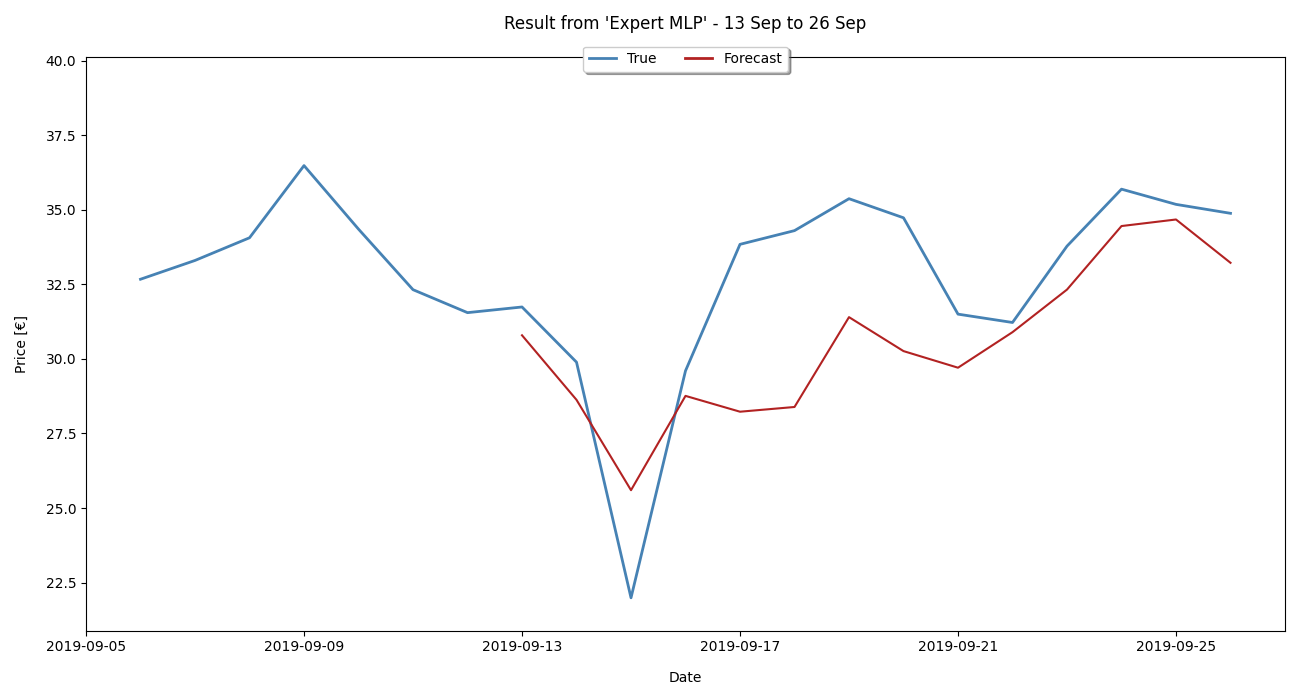 Result from 'Expert MLP' - 13 Sep to 26 Sep
True Forecast
40.0
37.5
35.0
32.5
30.0
27.5
25.0
22.5
Price [€]
2019-09-05 2019-09-09 2019-09-13 2019-09-17 2019-09-21 2019-09-25
Date